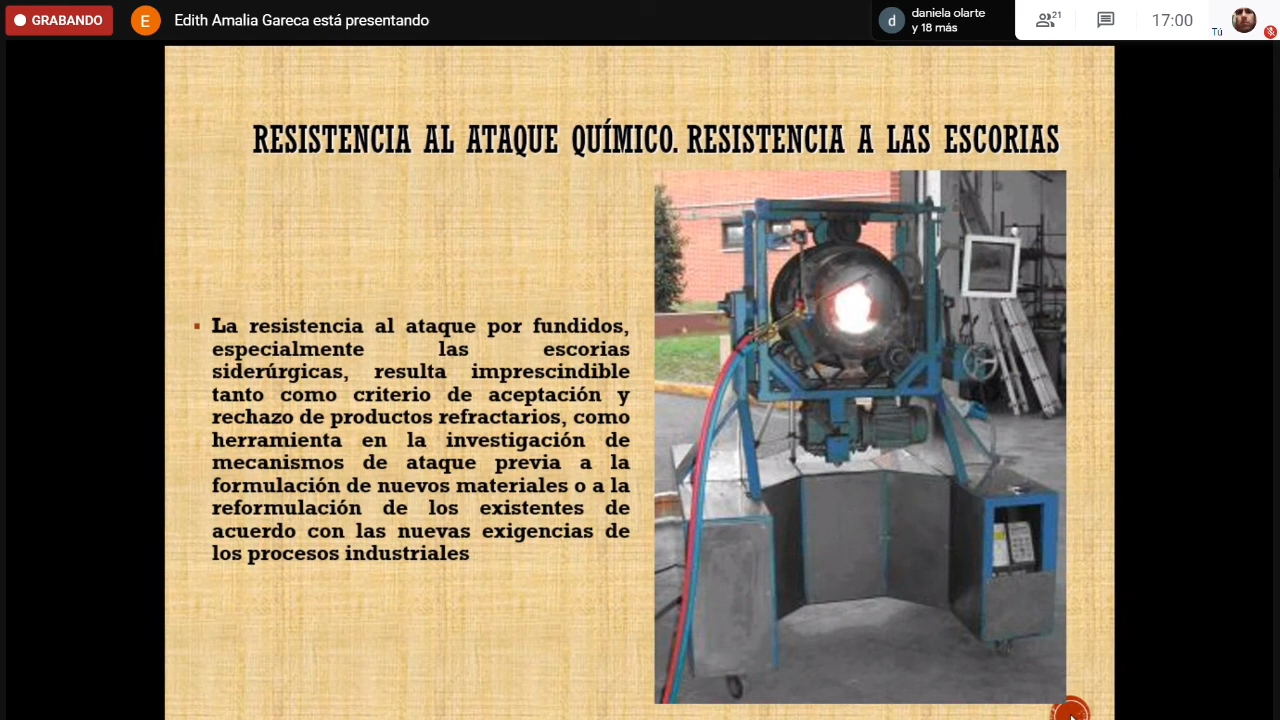 GRABANDO
E
Edith Amalia Gareca está presentando
d
daniela olarte
y 18 más
21
17:00
Tú
RESISTENCIA AL ATAQUE QUÍMICO. RESISTENCIA A LAS ESCORIAS
La resistencia al ataque por fundidos,
especialmente las escorias
siderúrgicas, resulta imprescindible
tanto como criterio de aceptación y
rechazo de productos refractarios, como
herramienta en la investigación de
mecanismos de ataque previa a la
formulación de nuevos materiales o a la
reformulación de los existentes de
acuerdo con las nuevas exigencias de
los procesos industriales